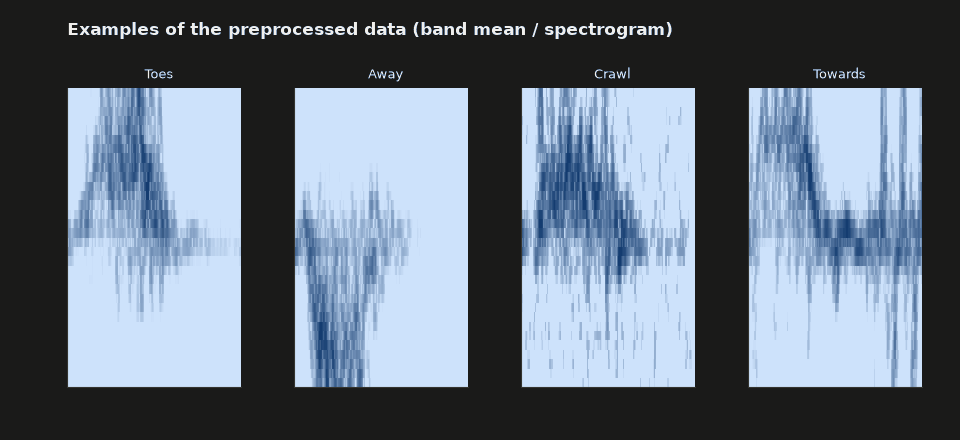 Examples of the preprocessed data (band mean / spectrogram)
Toes
Away
Crawl
Towards